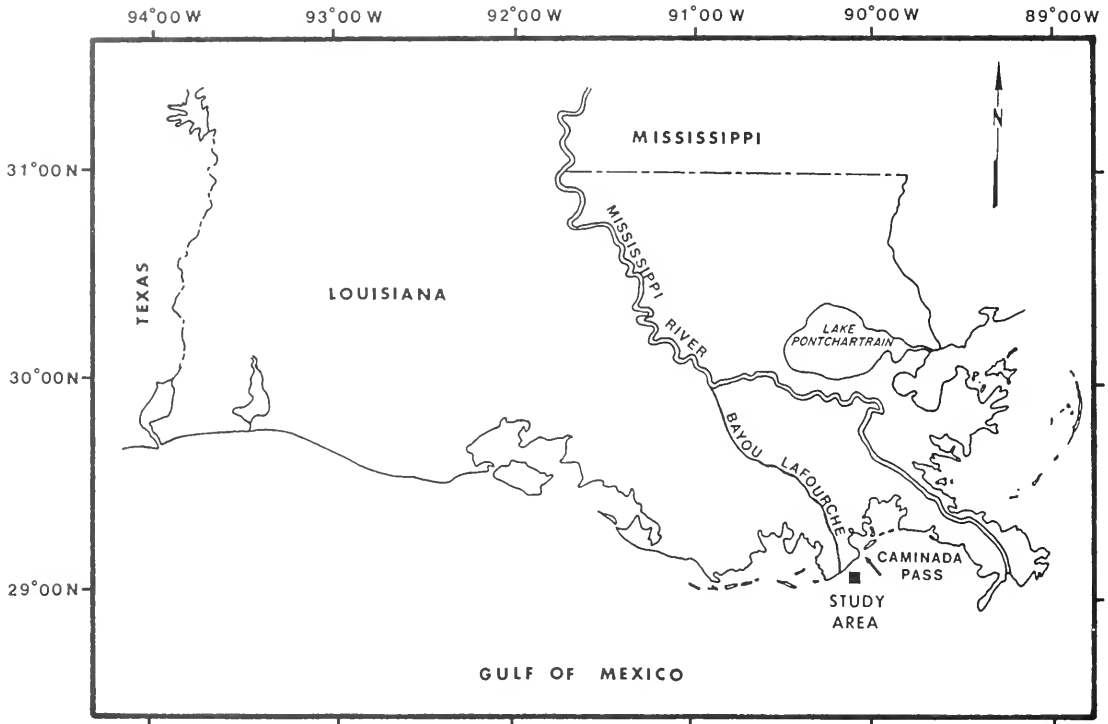 94°00'W 93°00'W 92°00'W 91°00'W 90°00'W 89°00'W
N
MISSISSIPPI
31°00'N
MISSISSIPPI RIVER
TEXAS
LOUISIANA
LAKE
PONTCHARTRAIN
30°00'N
BAYOU LAFOURCHE
CAMINADA
PASS
29°00'N
STUDY
AREA
GULF OF MEXICO